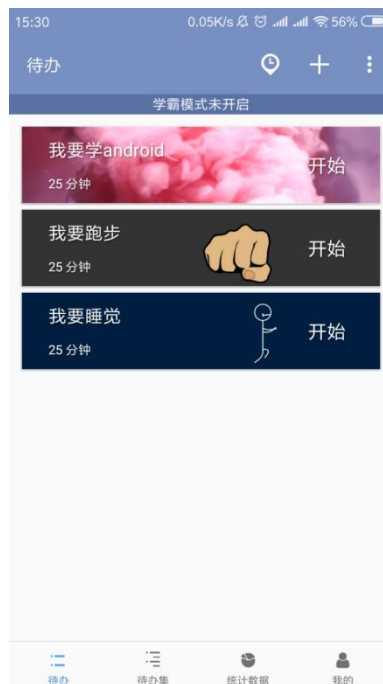 15:30 0.05K/s 56%
待办
学霸模式未开启
我要学android
开始
25 分钟
我要跑步
开始
25 分钟
我要睡觉
开始
25 分钟
待办 待办集 统计数据 我的